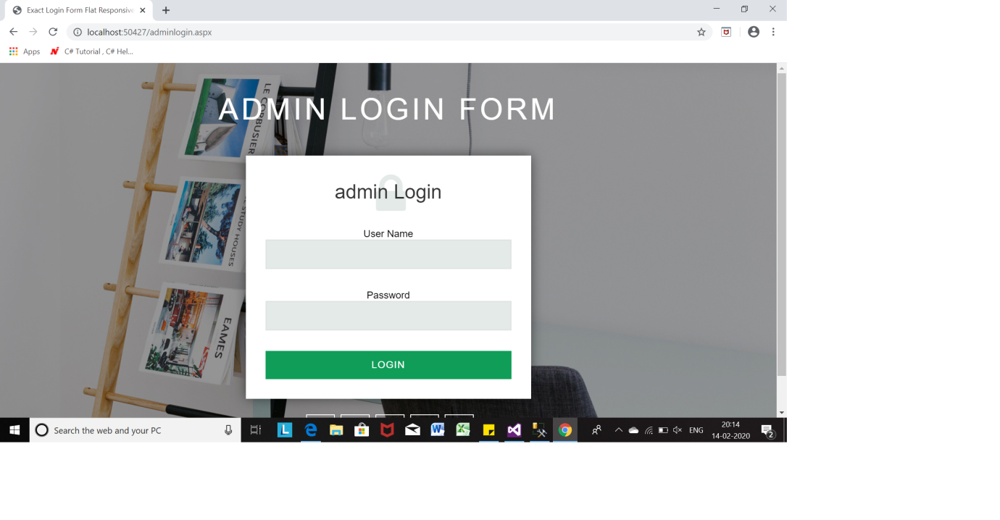 Exact Login Form Flat Responsive
localhost:50427/adminlogin.aspx
Apps
C# Tutorial , C# Hel...
ADMIN LOGIN FORM
LE CORBUSIER
STUDY HOUSES
EAMES
admin Login
User Name
Password
LOGIN
Search the web and your PC
L
ENG
20:14
14-02-2020
2